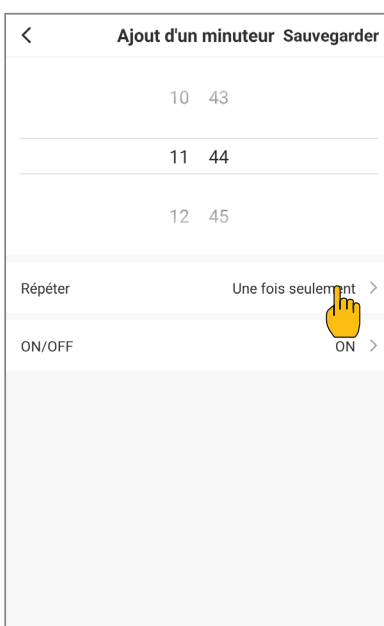 Ajout d'un minuteur Sauvegarder
10 43
11 44
12 45
Répéter Une fois seulement
ON/OFF ON